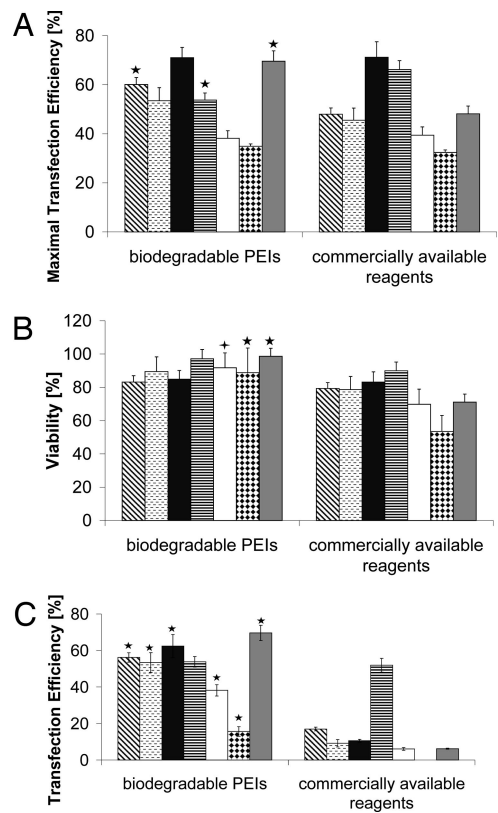 A
Maximal Transfection Efficiency [%]
80
60
40
20
0
biodegradable PEIs
commercially available
reagents
B
Viability [%]
120
100
80
60
40
20
0
biodegradable PEIs
commercially available
reagents
C
Transfection Efficiency [%]
80
60
40
20
0
biodegradable PEIs
commercially available
reagents